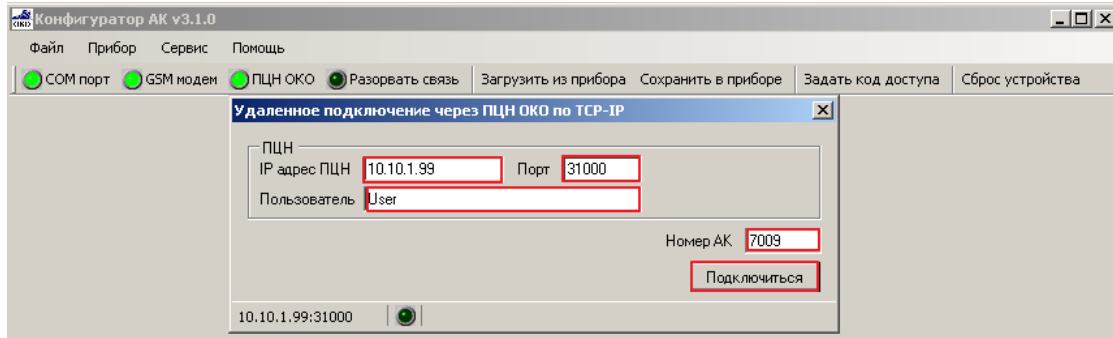 Конфигуратор АК v3.1.0
Файл Прибор Сервис Помощь
COM порт GSM модем ПЦН ОКО Разорвать связь Загрузить из прибора Сохранить в приборе Задать код доступа Сброс устройства
Удаленное подключение через ПЦН ОКО по TCP-IP
ПЦН
IP адрес ПЦН 10.10.1.99 Порт 31000
Пользователь User
Номер АК 7009
Подключиться
10.10.1.99:31000